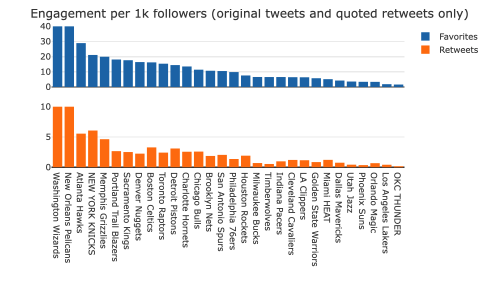 Engagement per 1k followers (original tweets and quoted retweets only)
40
30
20
10
0
Favorites
Retweets
10
5
0
Washington Wizards
New Orleans Pelicans
Atlanta Hawks
NEW YORK KNICKS
Memphis Grizzlies
Portland Trail Blazers
Sacramento Kings
Denver Nuggets
Boston Celtics
Toronto Raptors
Detroit Pistons
Charlotte Hornets
Chicago Bulls
Brooklyn Nets
San Antonio Spurs
Philadelphia 76ers
Houston Rockets
Milwaukee Bucks
Timberwolves
Indiana Pacers
Cleveland Cavaliers
LA Clippers
Golden State Warriors
Miami HEAT
Dallas Mavericks
Utah Jazz
Phoenix Suns
Orlando Magic
Los Angeles Lakers
OKC THUNDER